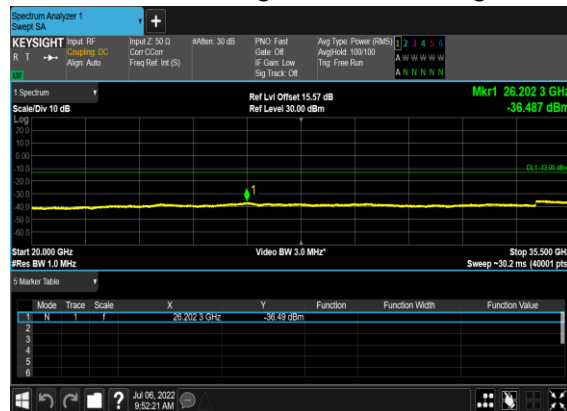 Spectrum Analyzer 1
Swept SA
+
KEYSIGHT Input: RF Input Z: 50 Ω #Atten: 30 dB PNO: Fast Avg Type: Power (RMS) 1 2 3 4 5 6
R T Coupling: DC Corr CCorr Gate: Off Avg|Hold: 100/100 A W W W W W
Align: Auto Freq Ref: Int (S) IF Gain: Low Trig: Free Run
Sig Track: Off A N N N N N
LXI
1 Spectrum Ref Lvl Offset 15.57 dB Mkr1 26.202 3 GHz
Scale/Div 10 dB Ref Level 30.00 dBm -36.487 dBm
Log
20.0
10.0
0.00
-10.0 DL1 -13.00 dBm
-20.0
-30.0 1
-40.0
-50.0
-60.0
Start 20.000 GHz Video BW 3.0 MHz* Stop 35.500 GHz
#Res BW 1.0 MHz Sweep ~30.2 ms (40001 pts)
5 Marker Table
Mode Trace Scale X Y Function Function Width Function Value
1 N 1 f 26.202 3 GHz -36.49 dBm
2
3
4
5
6
? Jul 06, 2022
9:52:21 AM